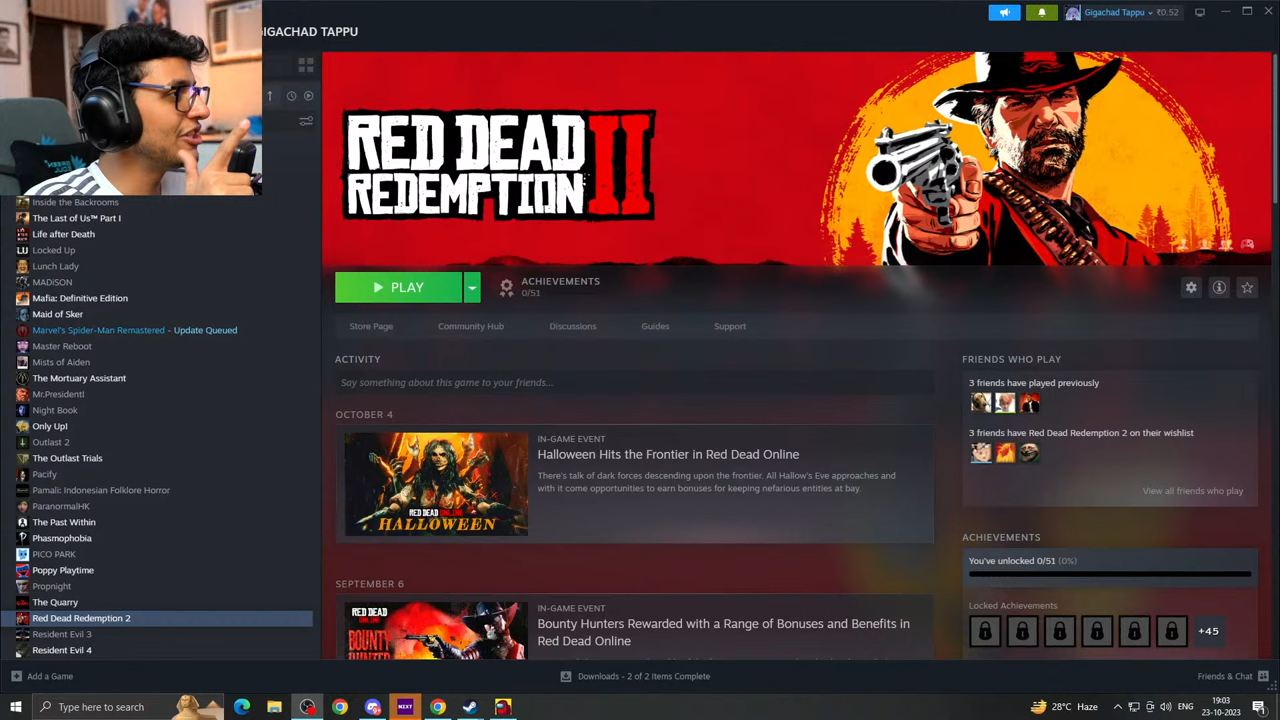 Gigachad Tappu
₹0.52
GIGACHAD TAPPU
RED DEAD
REDEMPTION II
PLAY
ACHIEVEMENTS
0/51
Store Page
Community Hub
Discussions
Guides
Support
ACTIVITY
Say something about this game to your friends...
OCTOBER 4
IN-GAME EVENT
Halloween Hits the Frontier in Red Dead Online
There's talk of dark forces descending upon the frontier. All Hallow's Eve approaches and
with it come opportunities to earn bonuses for keeping nefarious entities at bay.
RED DEAD
ONLINE
HALLOWEEN
SEPTEMBER 6
IN-GAME EVENT
Bounty Hunters Rewarded with a Range of Bonuses and Benefits in
Red Dead Online
RED DEAD
ONLINE
BOUNTY
HUNTER
FRIENDS WHO PLAY
3 friends have played previously
3 friends have Red Dead Redemption 2 on their wishlist
View all friends who play
ACHIEVEMENTS
You've unlocked 0/51 (0%)
Locked Achievements
+45
Inside the Backrooms
The Last of Us™ Part I
Life after Death
Locked Up
Lunch Lady
MADiSON
Mafia: Definitive Edition
Maid of Sker
Marvel's Spider-Man Remastered - Update Queued
Master Reboot
Mists of Aiden
The Mortuary Assistant
Mr.President!
Night Book
Only Up!
Outlast 2
The Outlast Trials
Pacify
Pamali: Indonesian Folklore Horror
ParanormalHK
The Past Within
Phasmophobia
PICO PARK
Poppy Playtime
Propnight
The Quarry
Red Dead Redemption 2
Resident Evil 3
Resident Evil 4
Add a Game
Downloads - 2 of 2 Items Complete
Friends & Chat
Type here to search
NIXT
28°C Haze
ENG
19:03
23-10-2023
1